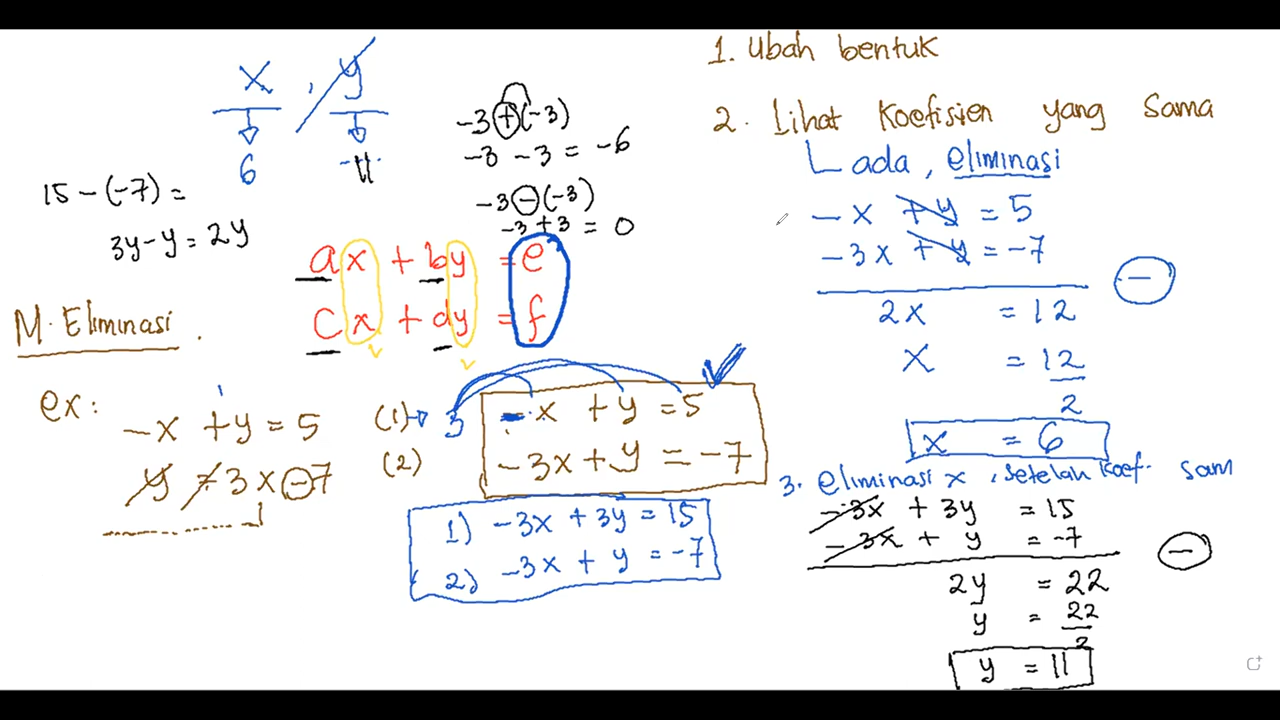 x , y
6 11
15 - (-7) =
3y - y = 2y
-3 + (-3)
-3 - 3 = -6
-3 - (-3)
-3 + 3 = 0
ax + by = e
cx + dy = f
M. Eliminasi.
ex:
-x + y = 5
y = 3x - 7
(1) 3 -x + y = 5
(2) -3x + y = -7
1) -3x + 3y = 15
2) -3x + y = -7
1. Ubah bentuk
2. Lihat Koefisien yang Sama
ada, eliminasi
-x + y = 5
-3x + y = -7
-
2x = 12
x = 12
2
x = 6
3. eliminasi x, setelah Koef. sam
-3x + 3y = 15
-3x + y = -7
-
2y = 22
y = 22
2
y = 11